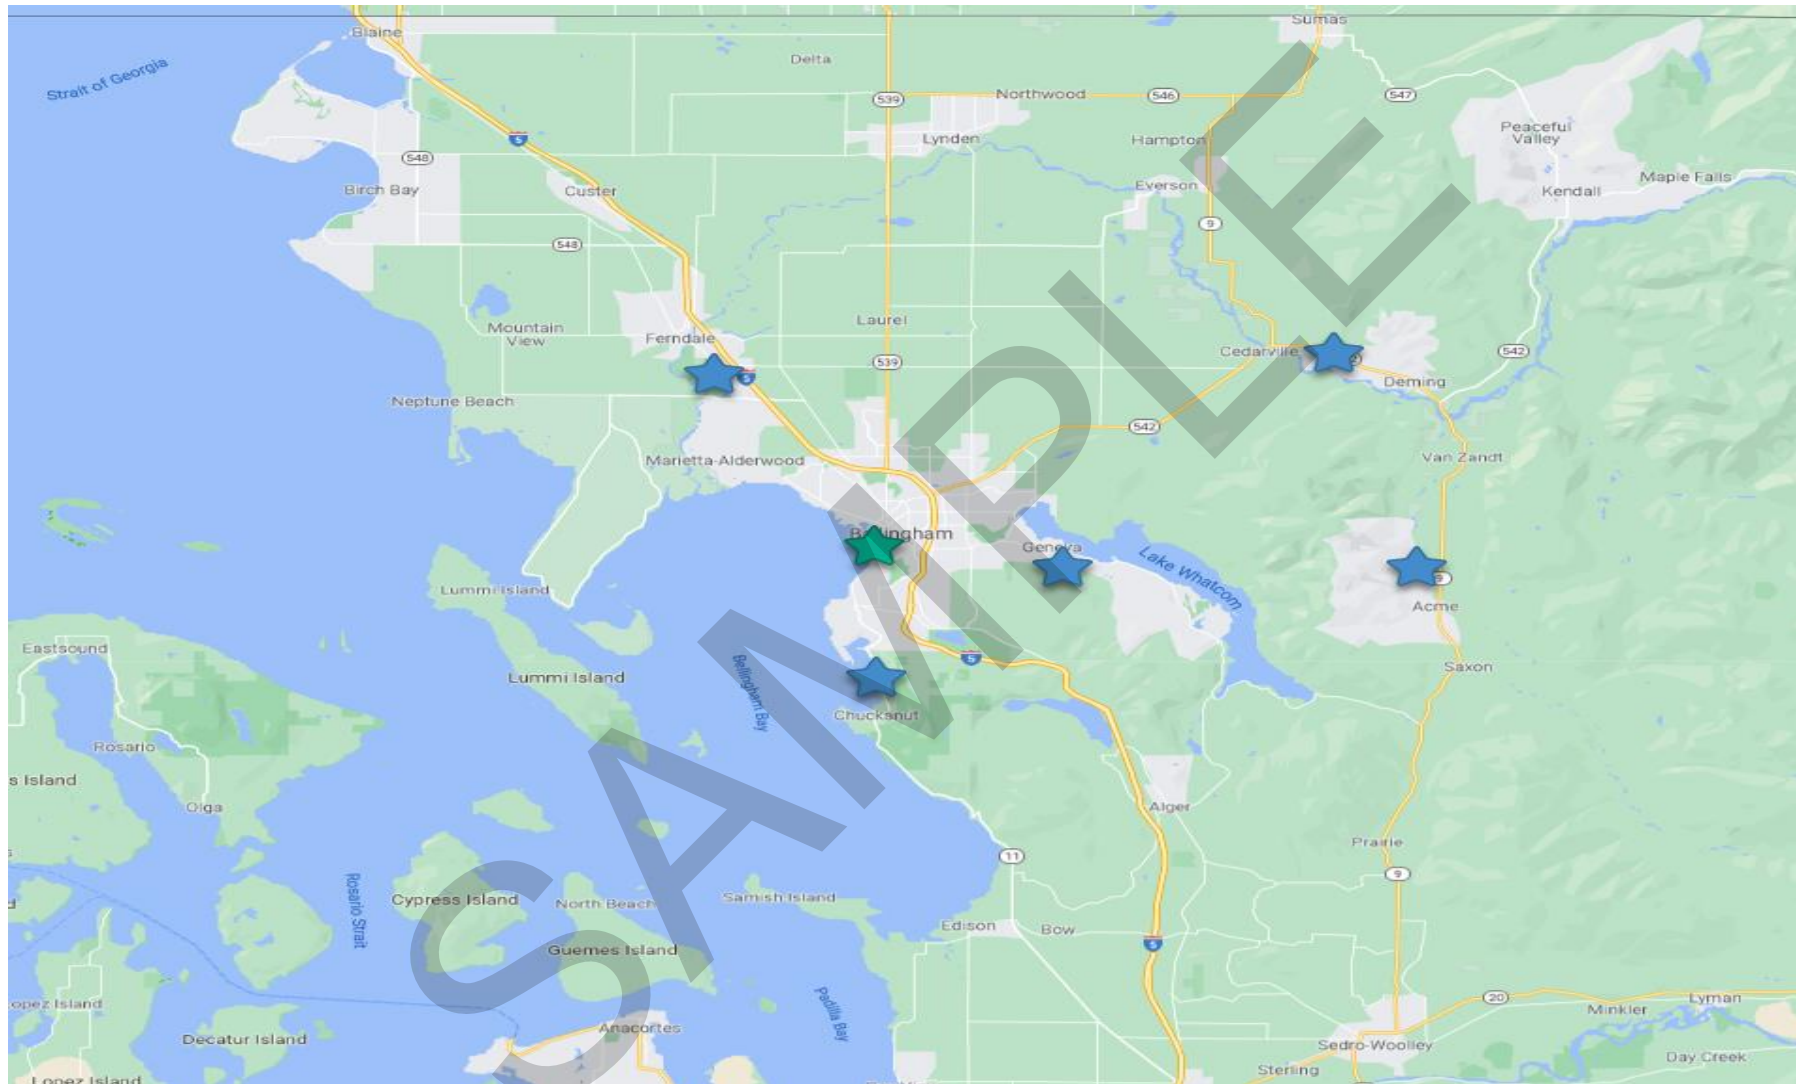 Blaine
Sumas
Strait of Georgia
Delta
539
Northwood
546
547
Lynden
Hampton
Peaceful
Valley
5
548
Birch Bay
Custer
Everson
Kendall
Maple Falls
9
548
Mountain
View
Ferndale
Laurel
539
Cedarville
542
5
Deming
Neptune Beach
542
Marietta-Alderwood
Van Zandt
Bellingham
Geneva
Lake Whatcom
Lummi Island
9
Acme
Eastsound
5
Saxon
Lummi Island
Bellingham Bay
Chucksnut
Rosario
s Island
Olga
Alger
Prairie
11
9
Rosario Strait
Cypress Island
North Beach
Samish Island
Edison
Bow
5
Guemes Island
Padilla Bay
20
Lyman
Minkler
opez Island
Anacortes
Decatur Island
Sedro-Woolley
Day Creek
Sterling
Lopez Island
SAMPLE